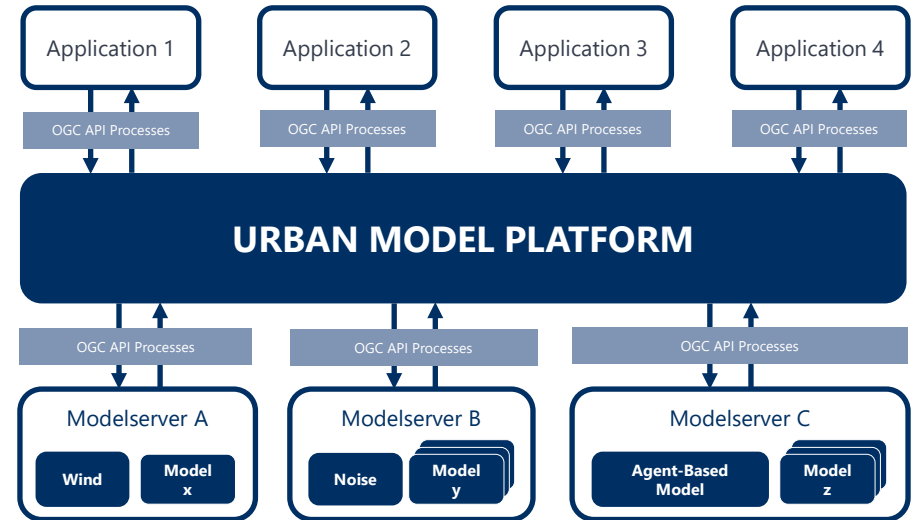 Application 1
Application 2
Application 3
Application 4
OGC API Processes
OGC API Processes
OGC API Processes
OGC API Processes
URBAN MODEL PLATFORM
OGC API Processes
OGC API Processes
OGC API Processes
Modelserver A
Wind
Model
x
Modelserver B
Noise
Model
y
Modelserver C
Agent-Based
Model
Model
z